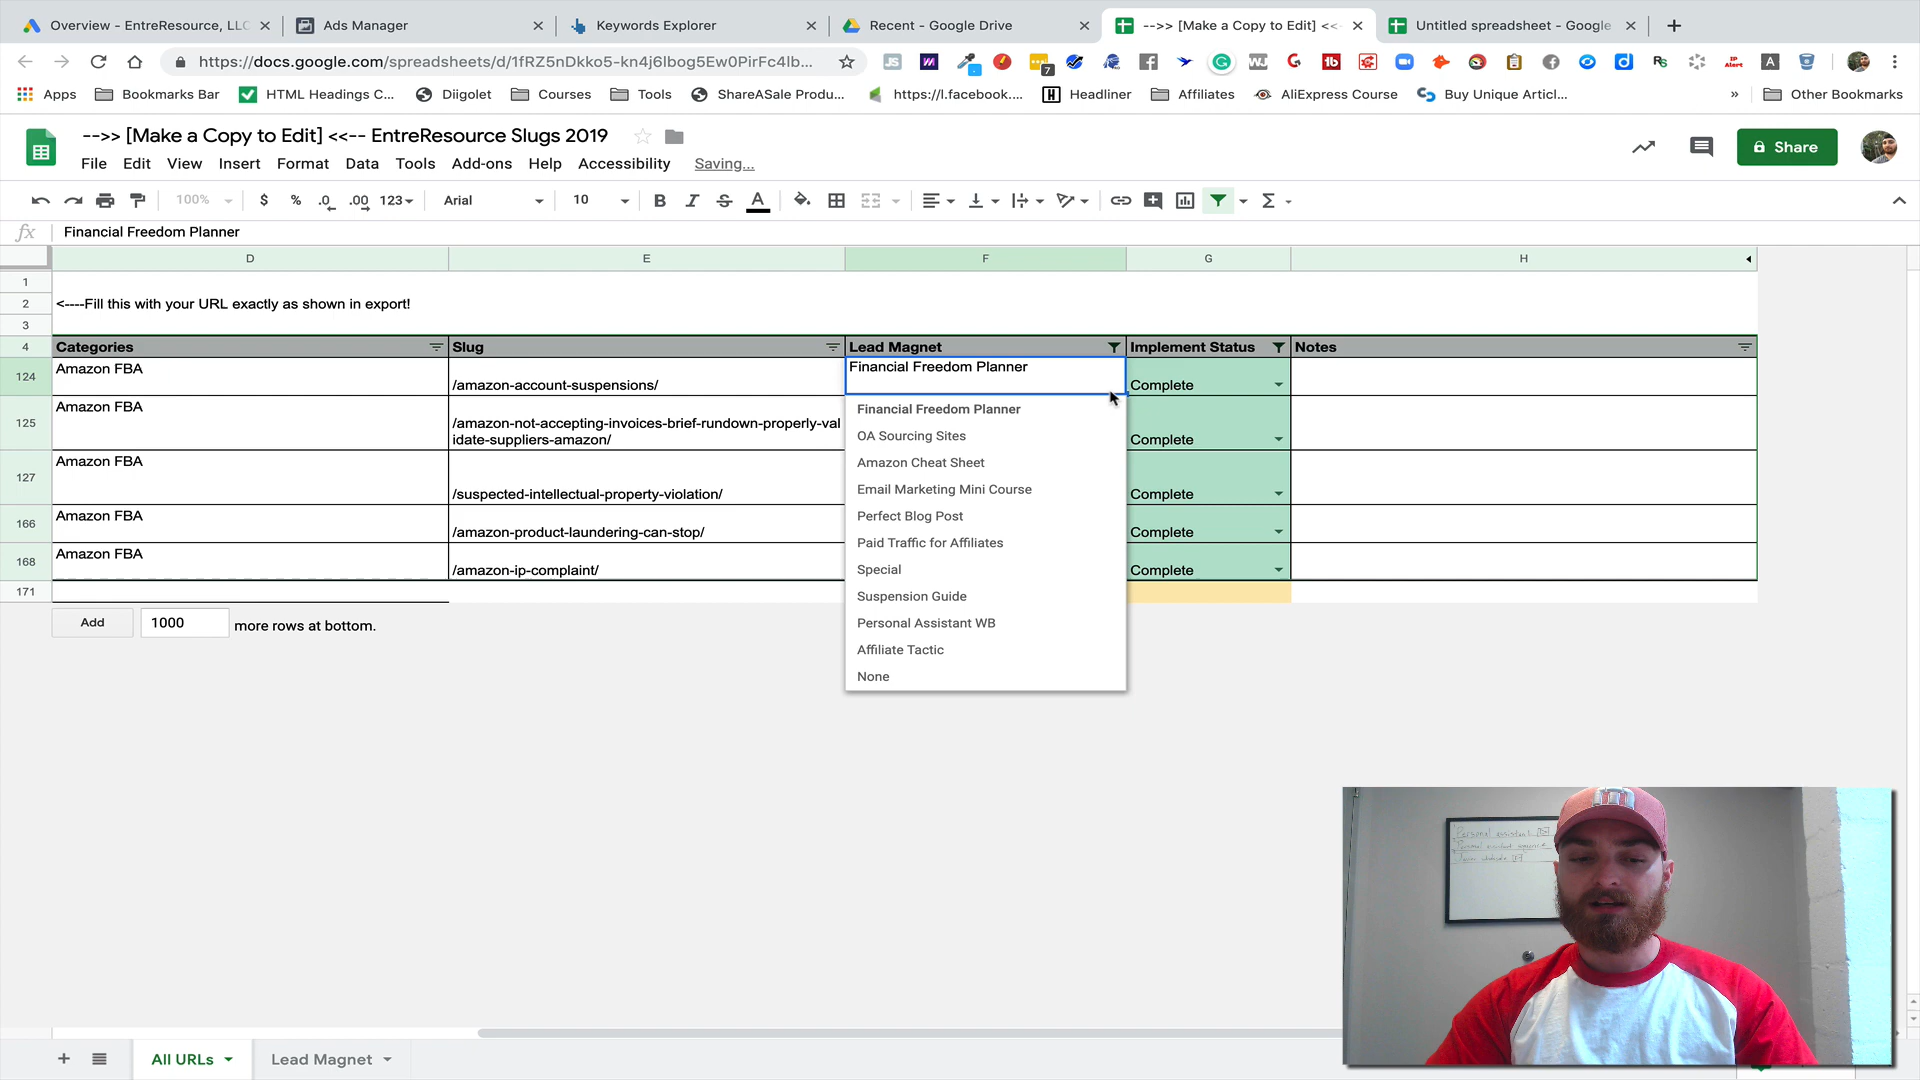 Overview - EntreResource, LLC
Ads Manager
Keywords Explorer
Recent - Google Drive
-->> [Make a Copy to Edit] <<-
Untitled spreadsheet - Google
https://docs.google.com/spreadsheets/d/1fRZ5nDkko5-kn4j6lbog5Ew0PirFc4lb...
Apps
Bookmarks Bar
HTML Headings C...
Diigolet
Courses
Tools
ShareASale Produ...
https://l.facebook....
Headliner
Affiliates
AliExpress Course
Buy Unique Articl...
»
Other Bookmarks
-->> [Make a Copy to Edit] <<-- EntreResource Slugs 2019
File Edit View Insert Format Data Tools Add-ons Help Accessibility Saving...
Share
100% $ % .0 .00 123 Arial 10 B I S A
fx Financial Freedom Planner
D E F G H
1
2 <----Fill this with your URL exactly as shown in export!
3
4 Categories Slug Lead Magnet Implement Status Notes
124 Amazon FBA /amazon-account-suspensions/ Financial Freedom Planner Complete
125 Amazon FBA /amazon-not-accepting-invoices-brief-rundown-properly-val
idate-suppliers-amazon/ Complete
127 Amazon FBA /suspected-intellectual-property-violation/ Complete
166 Amazon FBA /amazon-product-laundering-can-stop/ Complete
168 Amazon FBA /amazon-ip-complaint/ Complete
171
Financial Freedom Planner
OA Sourcing Sites
Amazon Cheat Sheet
Email Marketing Mini Course
Perfect Blog Post
Paid Traffic for Affiliates
Special
Suspension Guide
Personal Assistant WB
Affiliate Tactic
None
Add 1000 more rows at bottom.
Personal assistant
All URLs
Lead Magnet